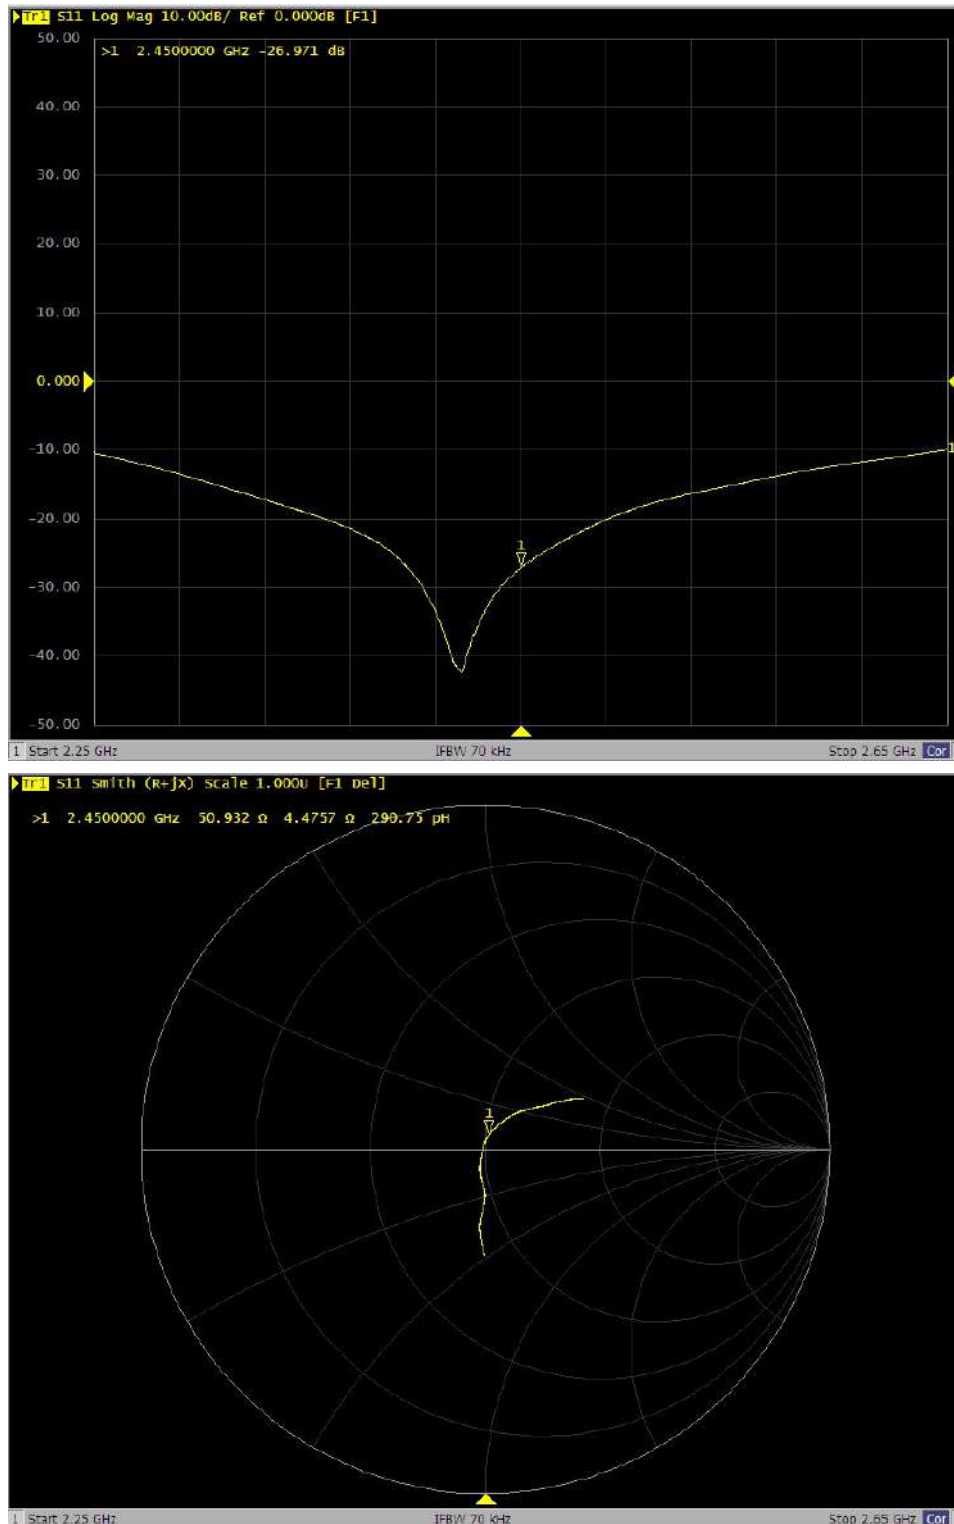 Tr1 S11 Log Mag 10.00dB/ Ref 0.000dB [F1]
50.00
>1 2.4500000 GHz -26.971 dB
40.00
30.00
20.00
10.00
0.000
-10.00
1
-20.00
1
-30.00
-40.00
-50.00
1 Start 2.25 GHz IFBW 70 kHz Stop 2.65 GHz Cor
Tr1 S11 Smith (R+jX) Scale 1.000U [F1 Del]
>1 2.4500000 GHz 50.932 Ω 4.4757 Ω 290.75 pH
1
1 Start 2.25 GHz IFBW 70 kHz Stop 2.65 GHz Cor